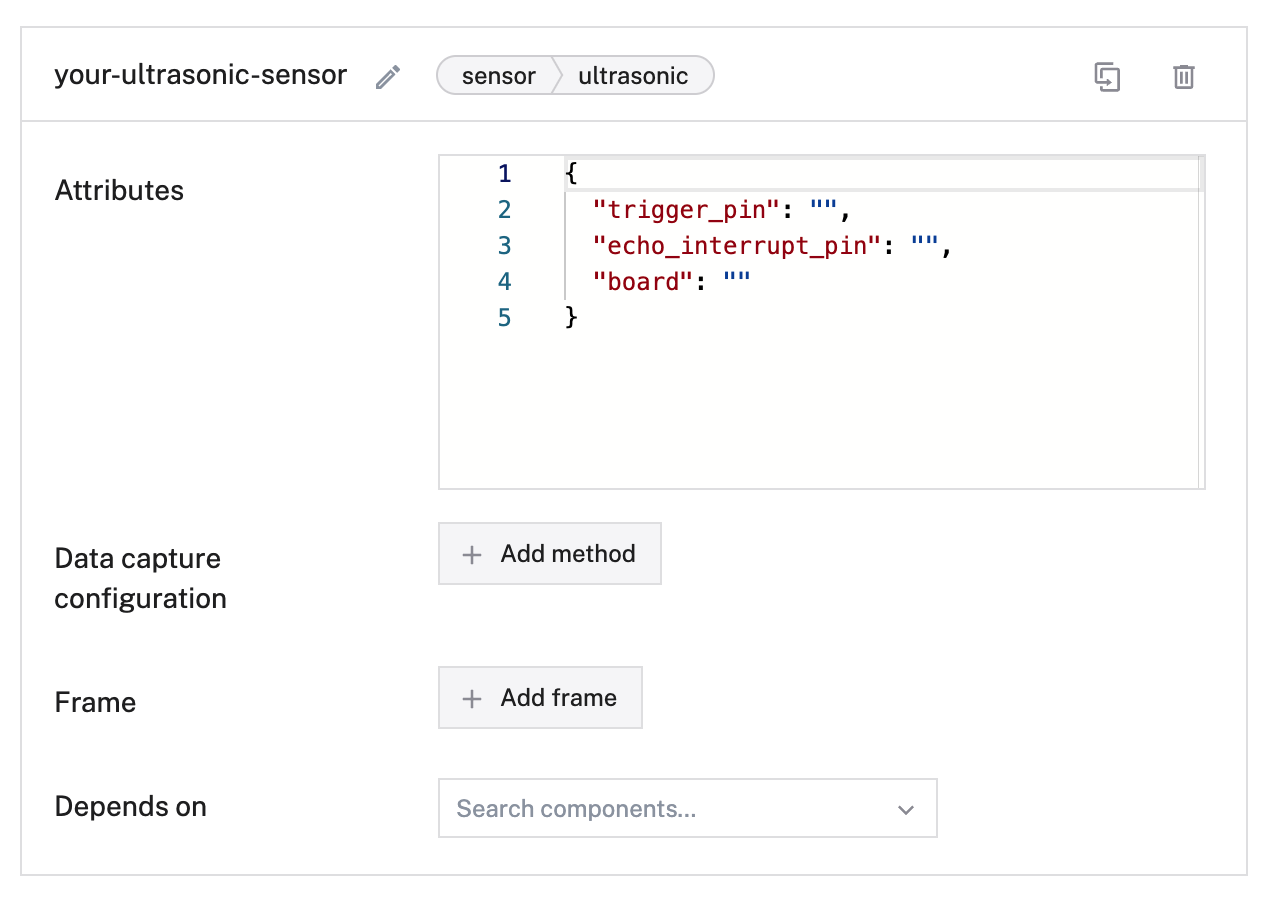 your-ultrasonic-sensor sensor ultrasonic
Attributes
1 {
2 "trigger_pin": "",
3 "echo_interrupt_pin": "",
4 "board": ""
5 }
Data capture
configuration
Add method
Frame
Add frame
Depends on
Search components...